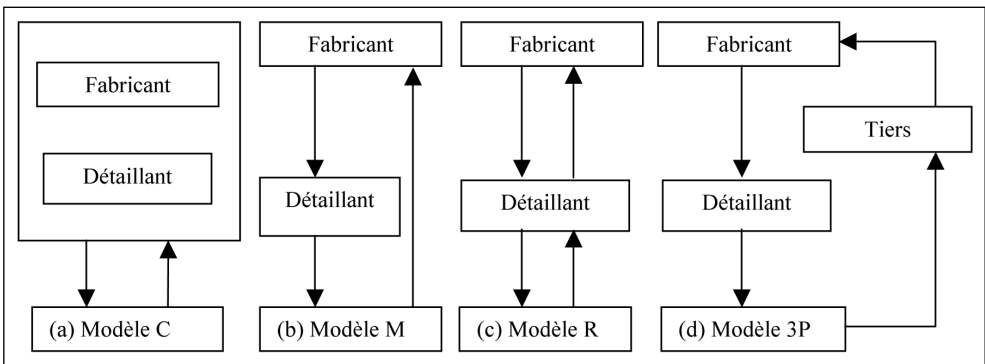 Fabricant
Détaillant
(a) Modèle C
Fabricant
Détaillant
(b) Modèle M
Fabricant
Détaillant
(c) Modèle R
Fabricant
Tiers
Détaillant
(d) Modèle 3P